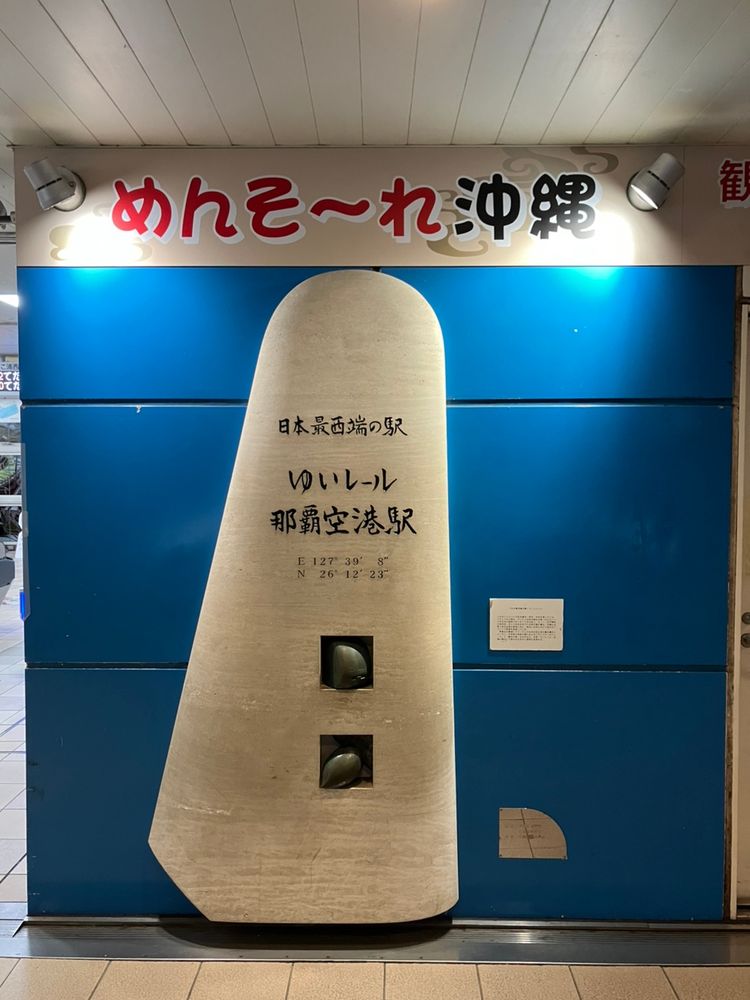 めんそ〜れ沖縄
観
日本最西端の駅
ゆいレール
那覇空港駅
E 127° 39′ 8″
N 26° 12′ 23″